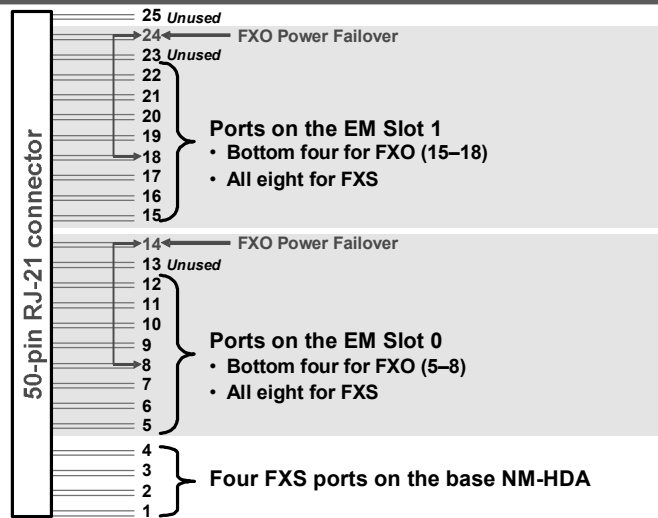 50-pin RJ-21 connector
25 Unused
24 FXO Power Failover
23 Unused
22
21
20
19
18
17
16
15
Ports on the EM Slot 1
• Bottom four for FXO (15–18)
• All eight for FXS
14 FXO Power Failover
13 Unused
12
11
10
9
8
7
6
5
Ports on the EM Slot 0
• Bottom four for FXO (5–8)
• All eight for FXS
4
3
2
1
Four FXS ports on the base NM-HDA